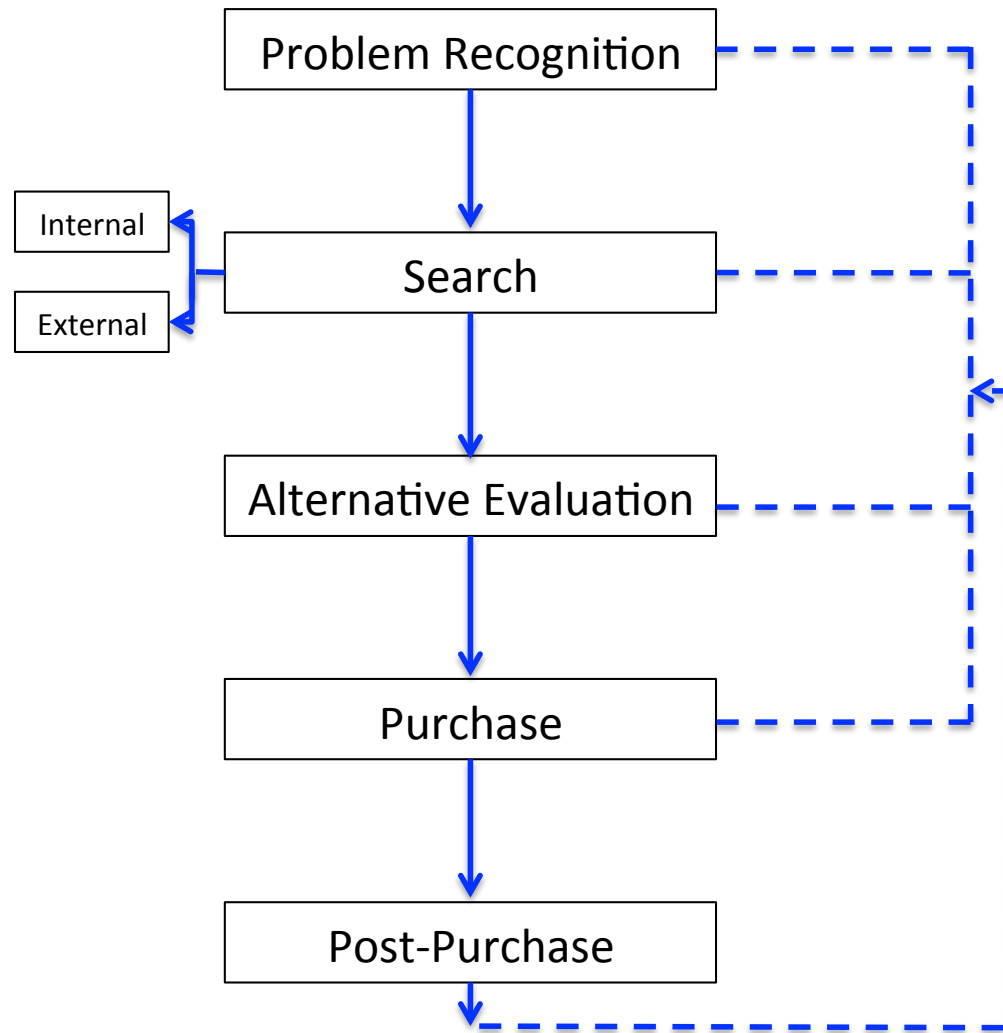 Problem Recognition
Internal
Search
External
Alternative Evaluation
Purchase
Post-Purchase